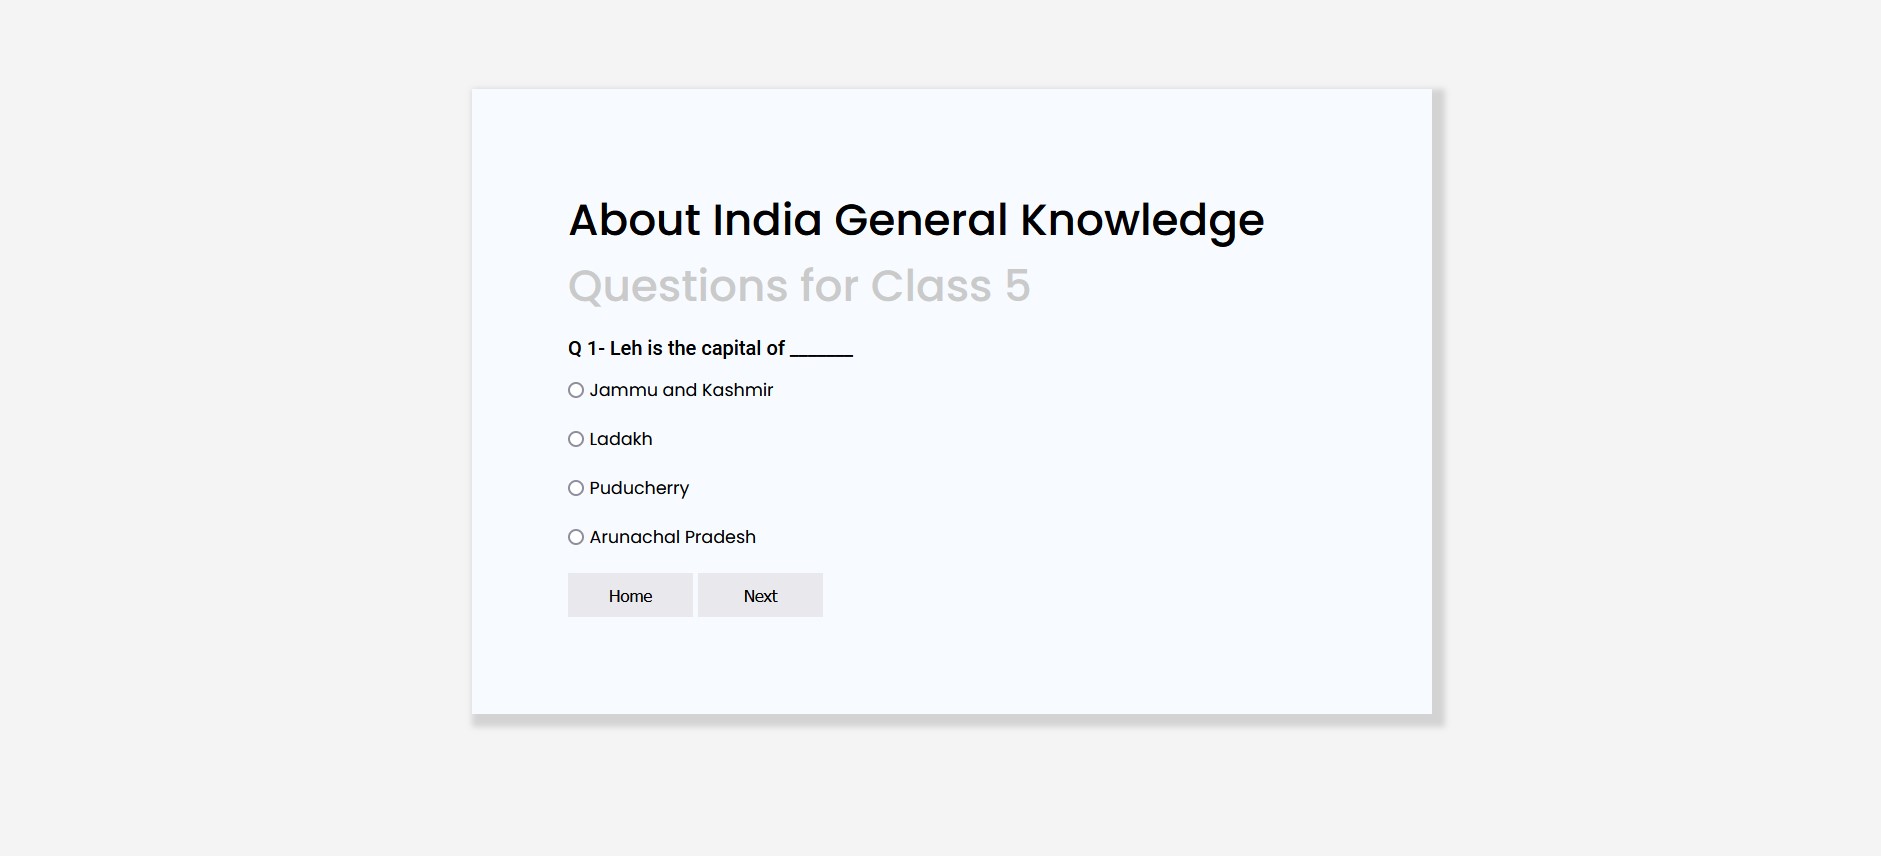 About India General Knowledge
Questions for Class 5
Q 1- Leh is the capital of _______
Jammu and Kashmir
Ladakh
Puducherry
Arunachal Pradesh
Home Next